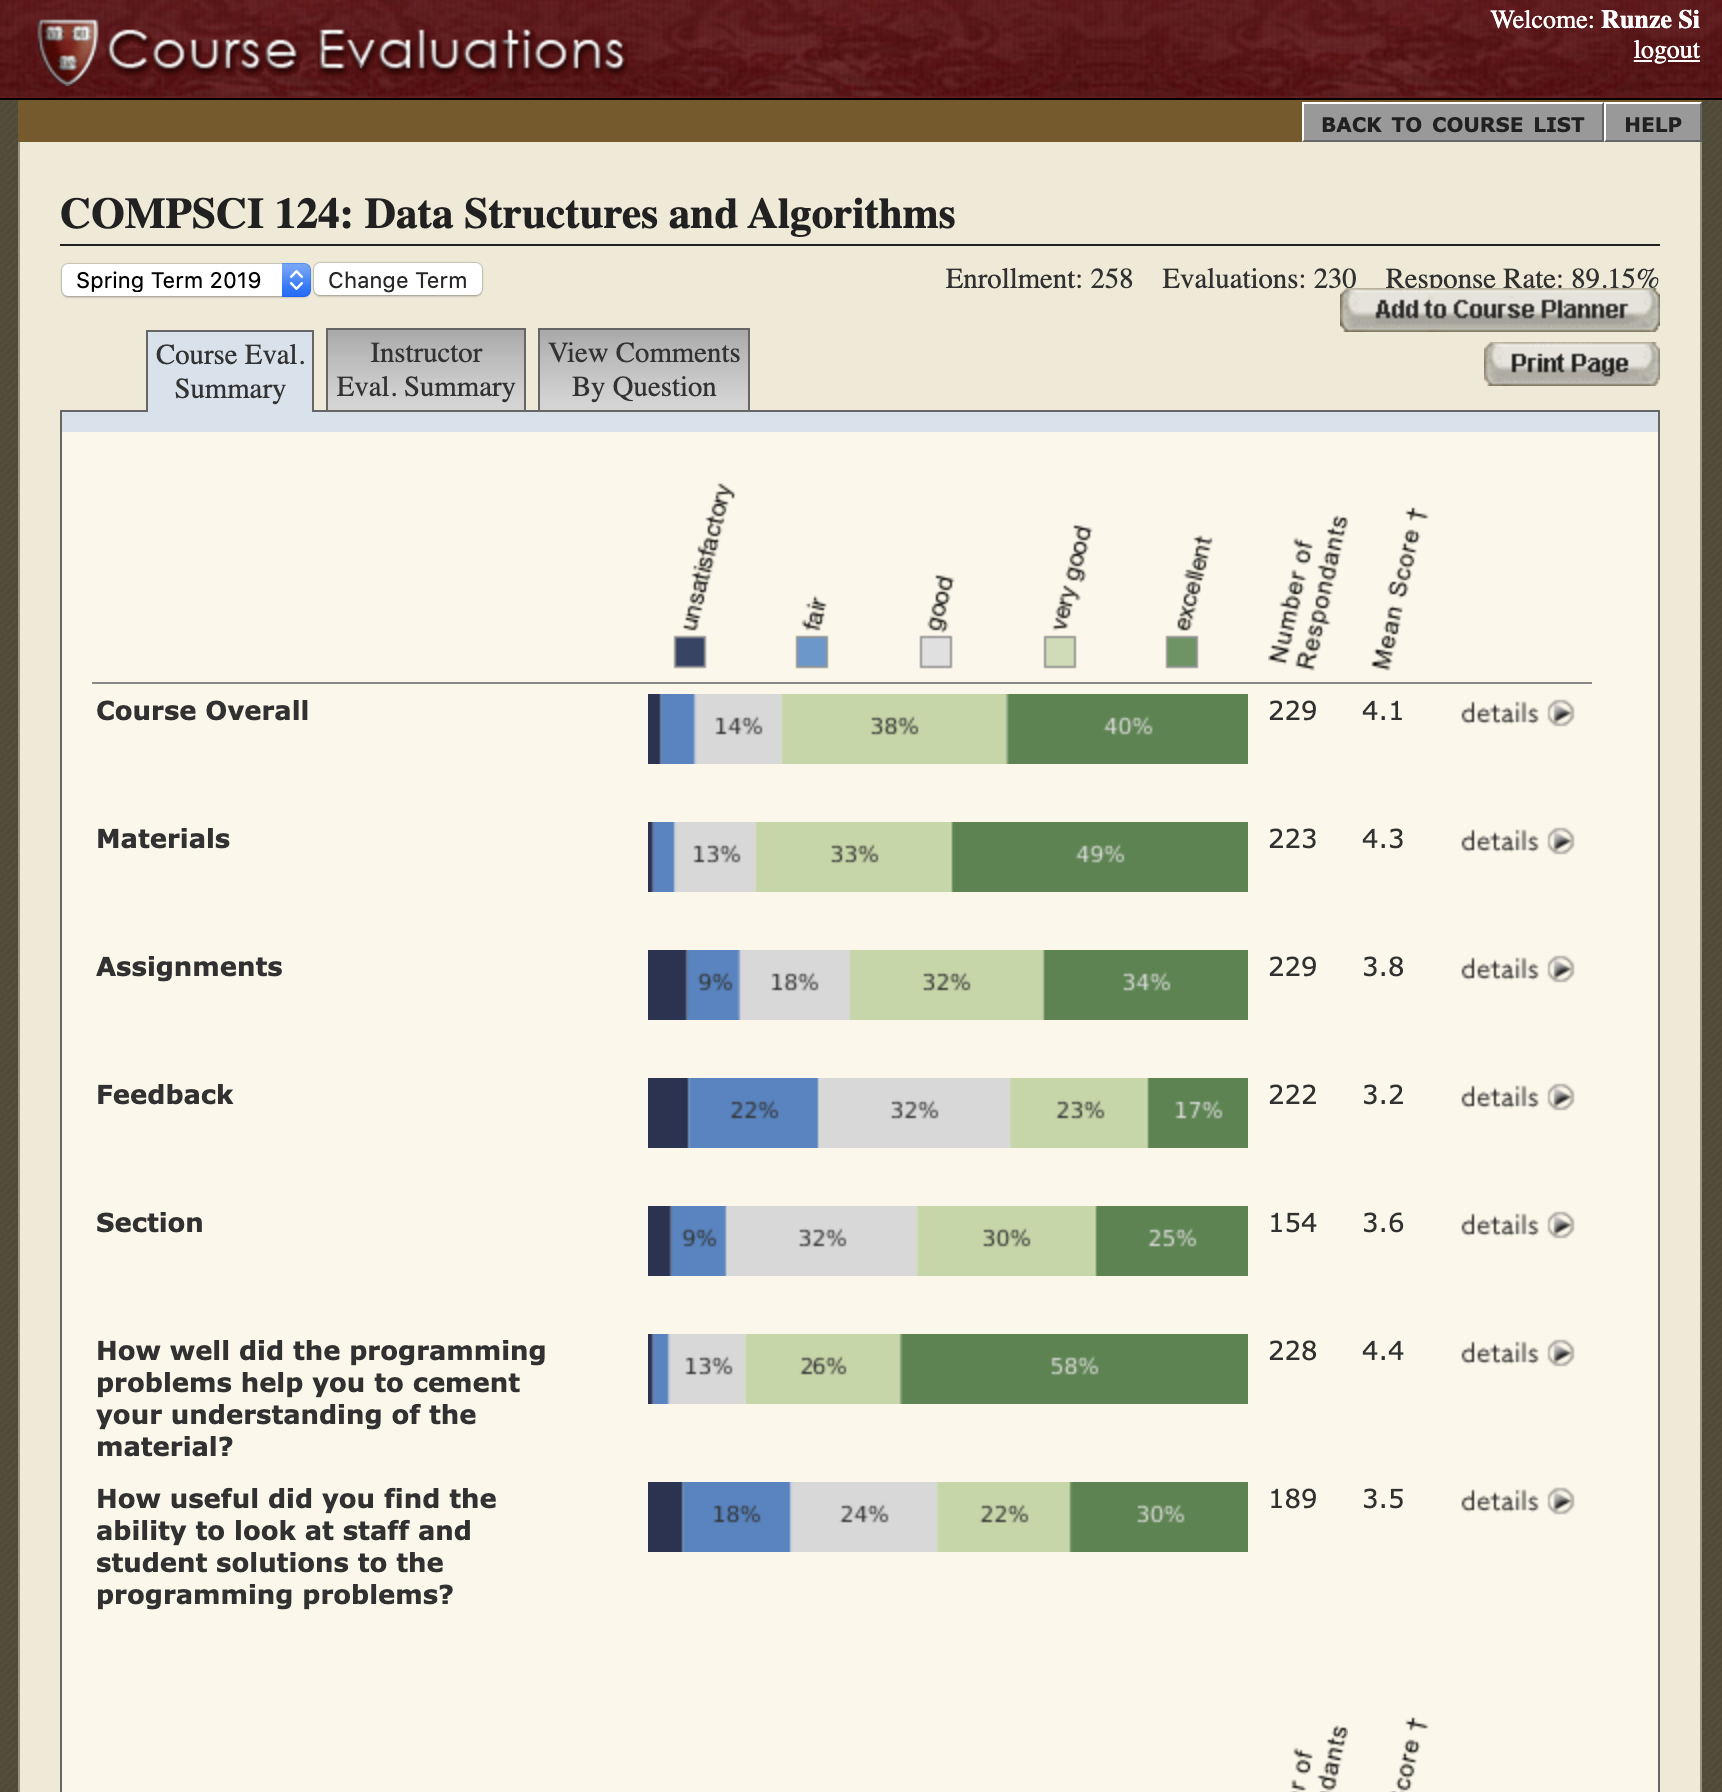 Course Evaluations
Welcome: Runze Si
logout
BACK TO COURSE LIST
HELP
COMPSCI 124: Data Structures and Algorithms
Spring Term 2019
Change Term
Enrollment: 258 Evaluations: 230 Response Rate: 89.15%
Add to Course Planner
Print Page
Course Eval.
Summary
Instructor
Eval. Summary
View Comments
By Question
unsatisfactory
fair
good
very good
excellent
Number of
Respondants
Mean Score †
Course Overall
14% 38% 40%
229 4.1 details
Materials
13% 33% 49%
223 4.3 details
Assignments
9% 18% 32% 34%
229 3.8 details
Feedback
22% 32% 23% 17%
222 3.2 details
Section
9% 32% 30% 25%
154 3.6 details
How well did the programming
problems help you to cement
your understanding of the
material?
13% 26% 58%
228 4.4 details
How useful did you find the
ability to look at staff and
student solutions to the
programming problems?
18% 24% 22% 30%
189 3.5 details
r of
dants
core †